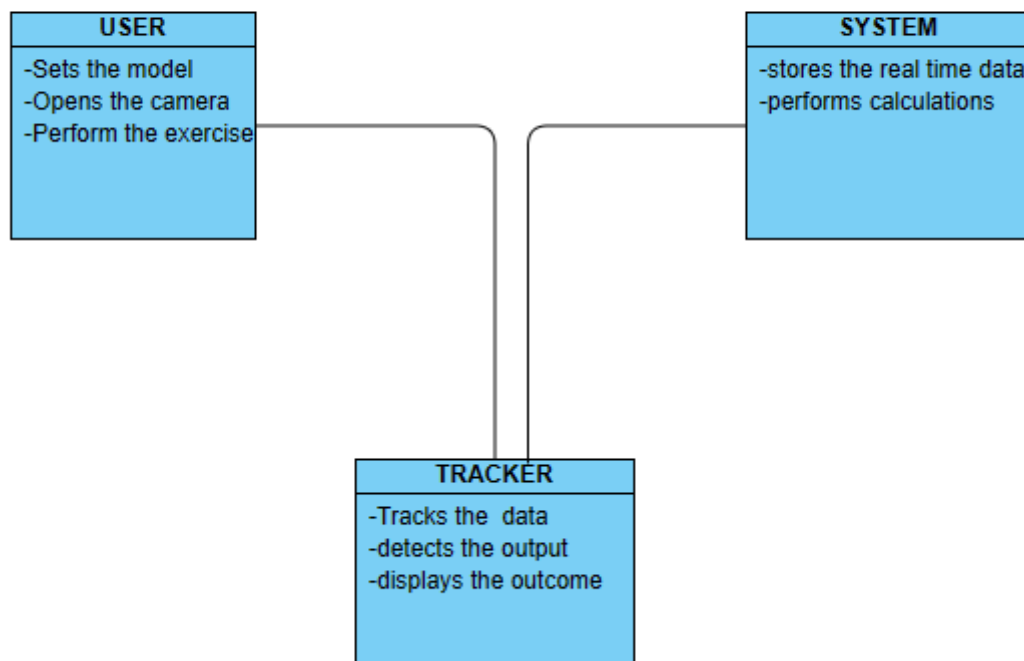 USER
-Sets the model
-Opens the camera
-Perform the exercise
SYSTEM
-stores the real time data
-performs calculations
TRACKER
-Tracks the  data
-detects the output
-displays the outcome